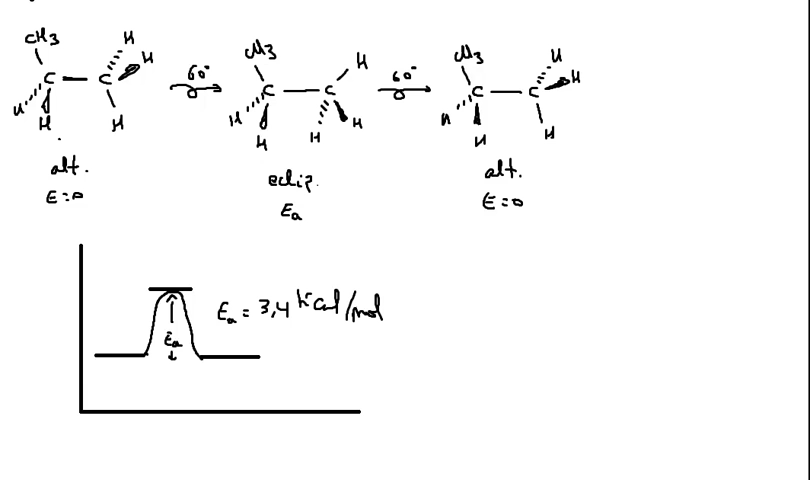 CH3 H H
C C
H H H
60°
CH3 H
C C
H H H H
60°
CH3 H H
C C
H H H
alt.
E=0
eclip.
Ea
alt.
E=0
Ea = 3,4 kcal/mol
Ea